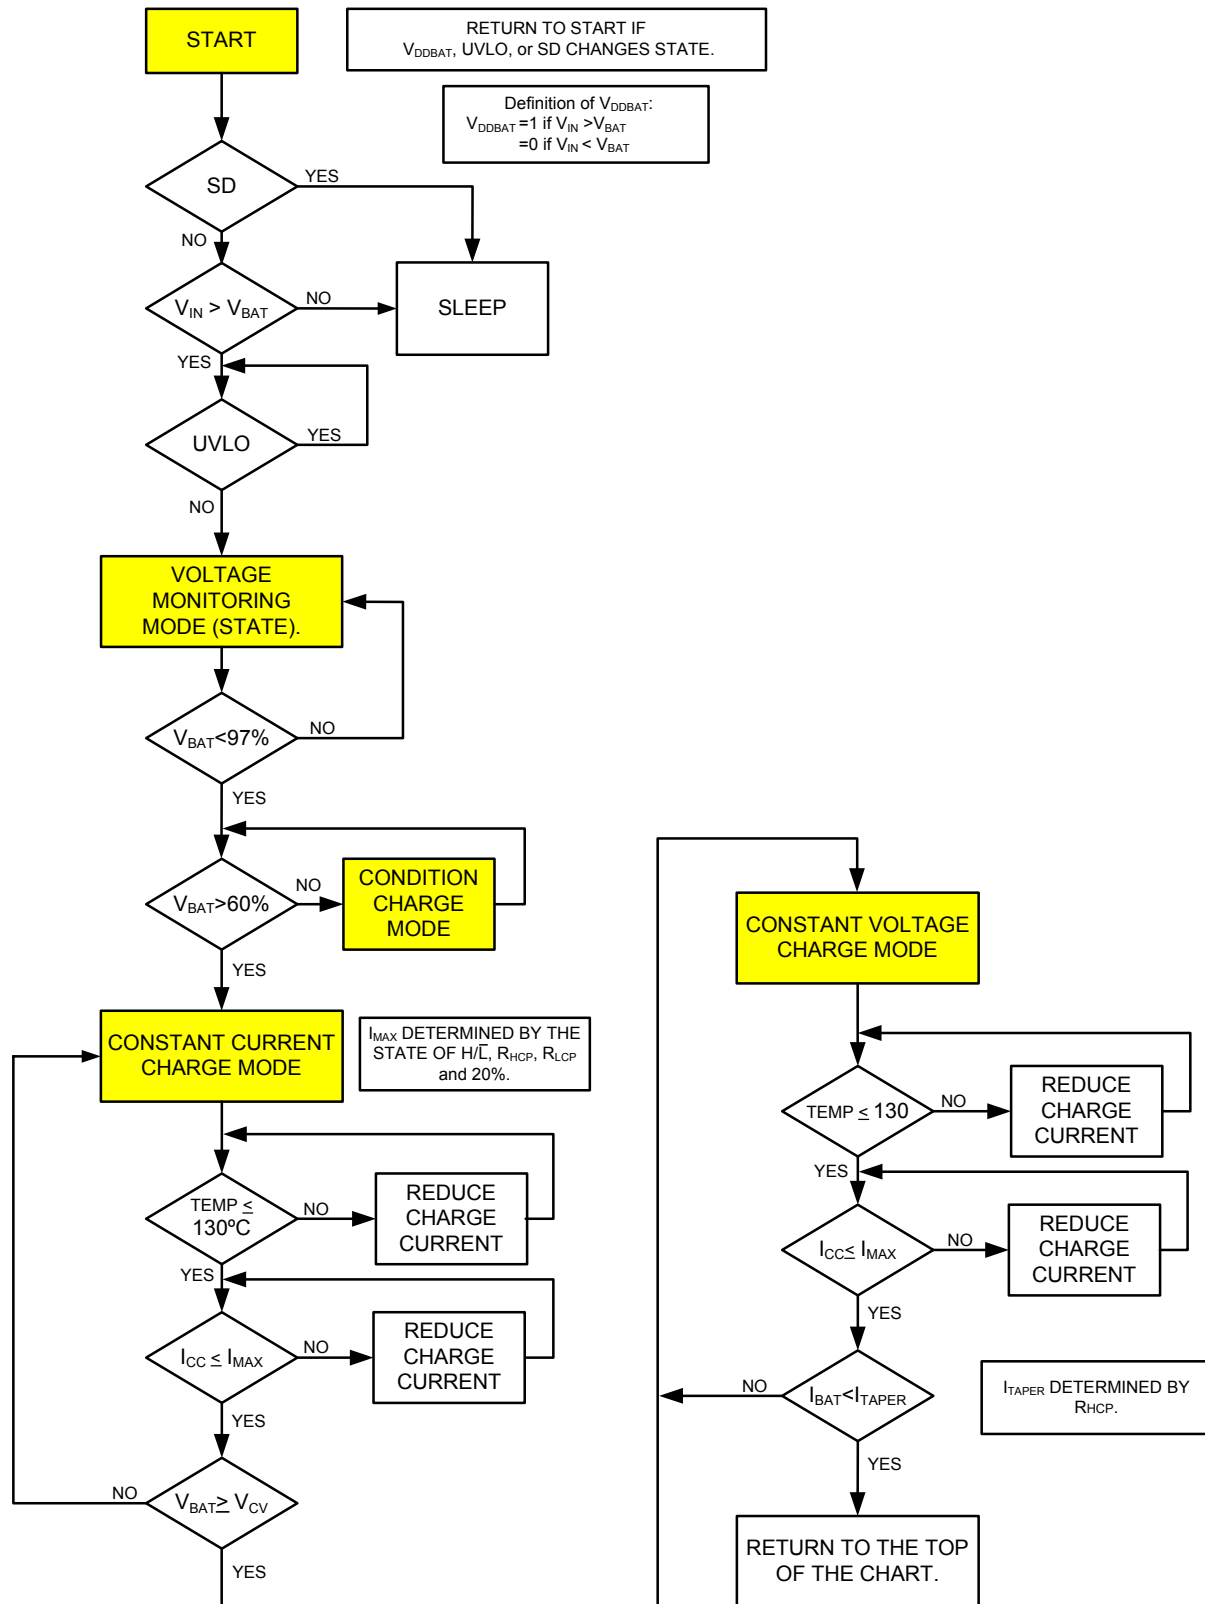 START
RETURN TO START IF
VDDBAT, UVLO, or SD CHANGES STATE.
Definition of VDDBAT:
VDDBAT =1 if VIN >VBAT
=0 if VIN < VBAT
SD
YES
NO
VIN > VBAT
NO
SLEEP
YES
UVLO
YES
NO
VOLTAGE
MONITORING
MODE (STATE).
VBAT<97%
NO
YES
VBAT>60%
NO
CONDITION
CHARGE
MODE
YES
CONSTANT CURRENT
CHARGE MODE
IMAX DETERMINED BY THE
STATE OF H/L̅, RHCP, RLCP
and 20%.
TEMP ≤
130ºC
NO
REDUCE
CHARGE
CURRENT
YES
ICC ≤ IMAX
NO
REDUCE
CHARGE
CURRENT
YES
VBAT≥ VCV
NO
YES
CONSTANT VOLTAGE
CHARGE MODE
TEMP ≤ 130
NO
REDUCE
CHARGE
CURRENT
YES
ICC≤ IMAX
NO
REDUCE
CHARGE
CURRENT
YES
IBAT<ITAPER
NO
ITAPER DETERMINED BY
RHCP.
YES
RETURN TO THE TOP
OF THE CHART.